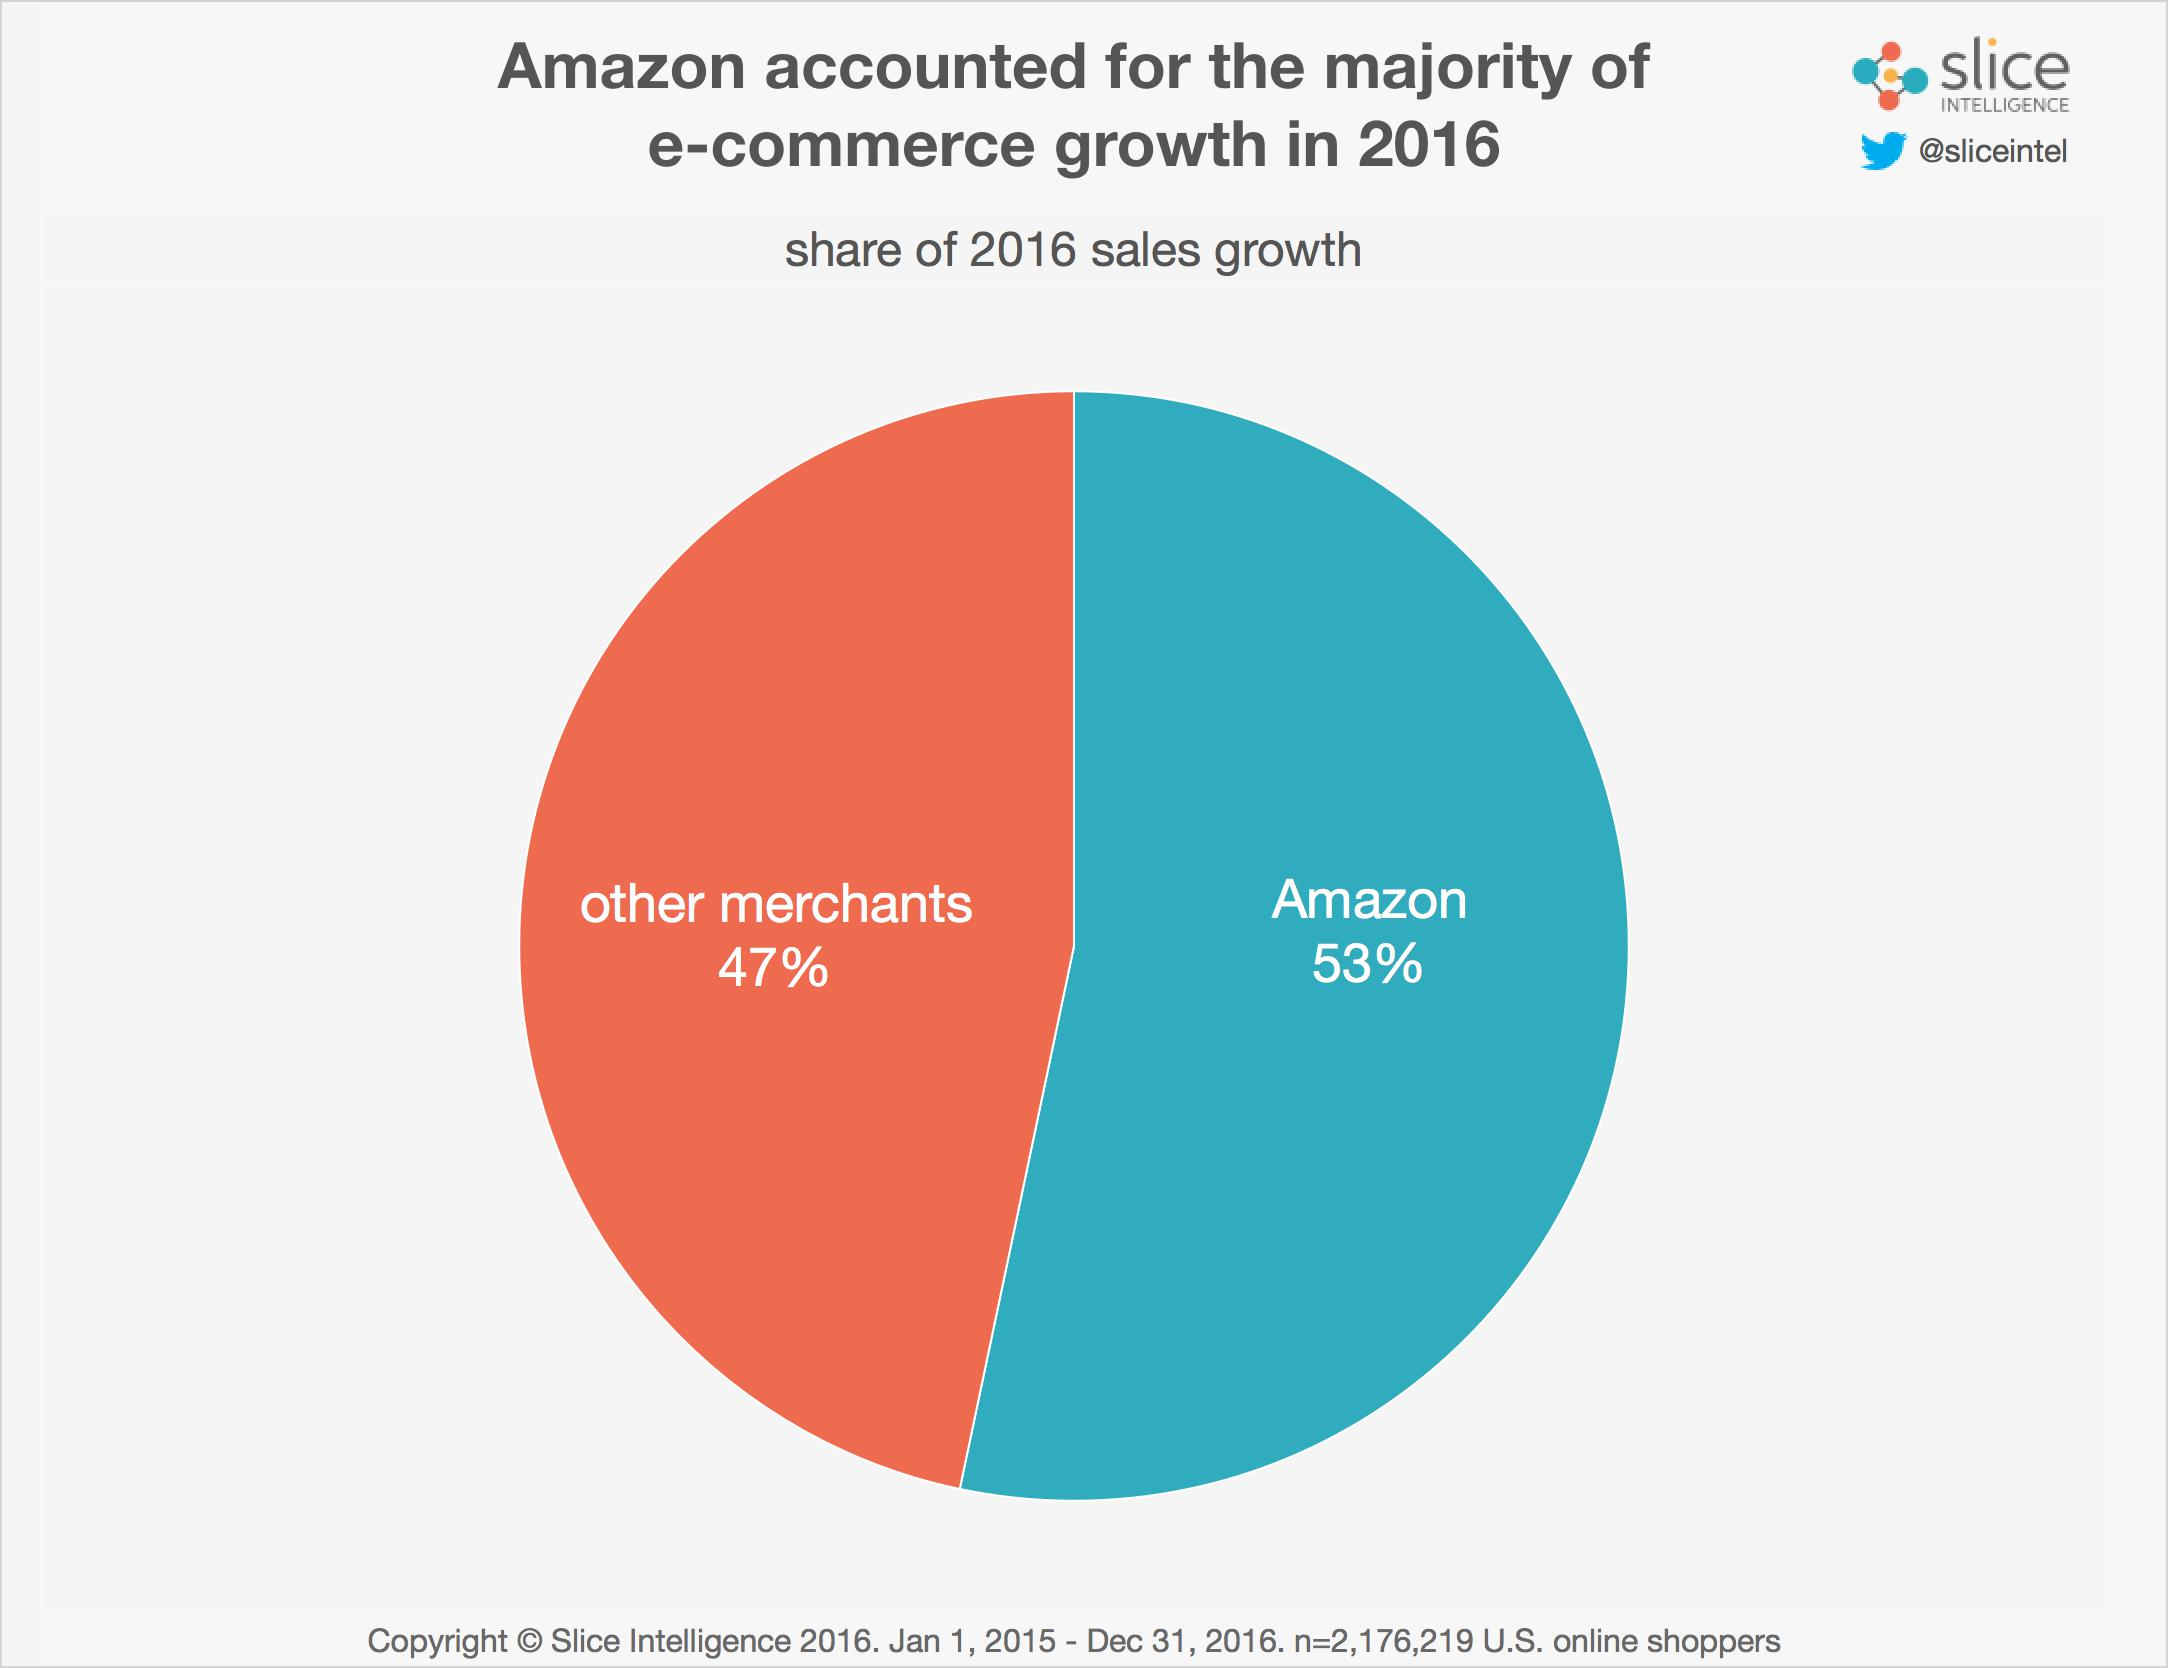 Amazon accounted for the majority of
e-commerce growth in 2016
slice
INTELLIGENCE
@sliceintel
share of 2016 sales growth
other merchants
47%
Amazon
53%
Copyright © Slice Intelligence 2016. Jan 1, 2015 - Dec 31, 2016. n=2,176,219 U.S. online shoppers